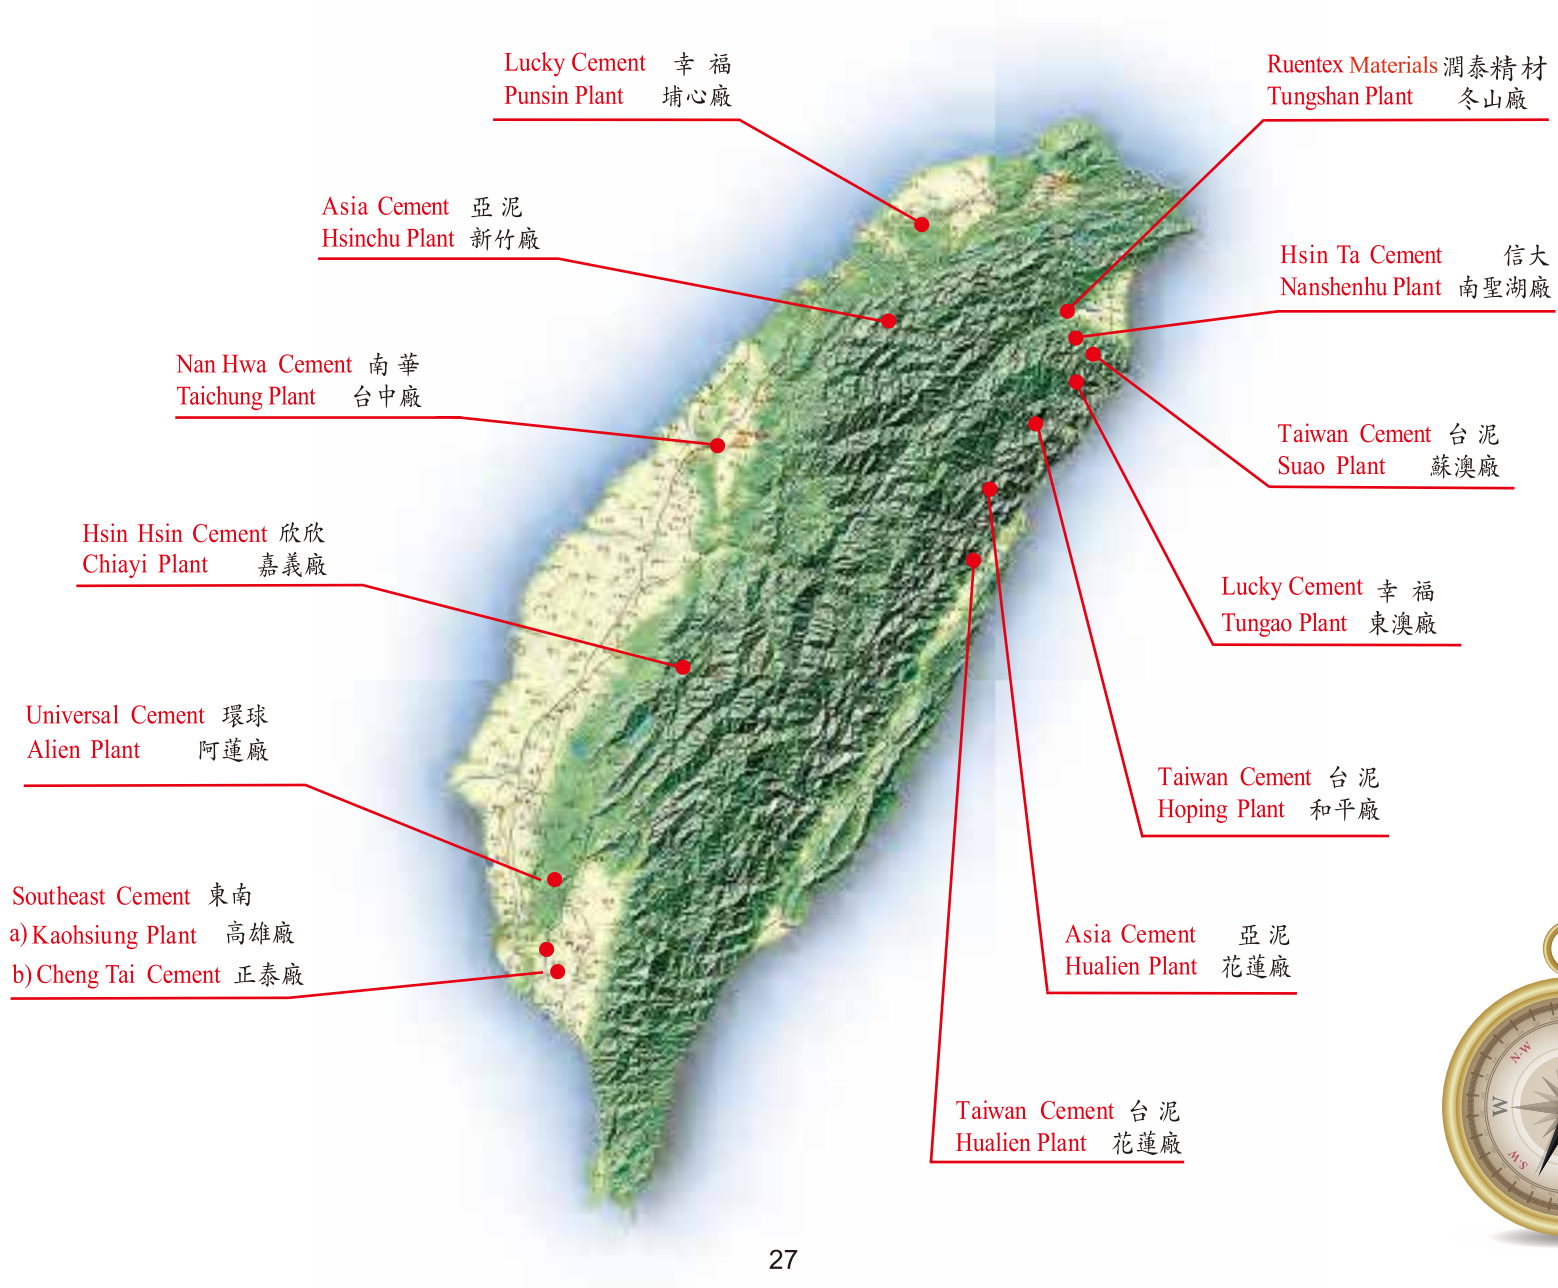 Lucky Cement 幸 福
Punsin Plant 埔心廠
Ruentex Materials 潤泰精材
Tungshan Plant 冬山廠
Asia Cement 亞泥
Hsinchu Plant 新竹廠
Hsin Ta Cement 信大
Nanshenhu Plant 南聖湖廠
Nan Hwa Cement 南華
Taichung Plant 台中廠
Taiwan Cement 台泥
Suao Plant 蘇澳廠
Hsin Hsin Cement 欣欣
Chiayi Plant 嘉義廠
Lucky Cement 幸 福
Tungao Plant 東澳廠
Universal Cement 環球
Alien Plant 阿蓮廠
Taiwan Cement 台泥
Hoping Plant 和平廠
Southeast Cement 東南
a) Kaohsiung Plant 高雄廠
b) Cheng Tai Cement 正泰廠
Asia Cement 亞泥
Hualien Plant 花蓮廠
Taiwan Cement 台泥
Hualien Plant 花蓮廠
N-W
W
S-W
27